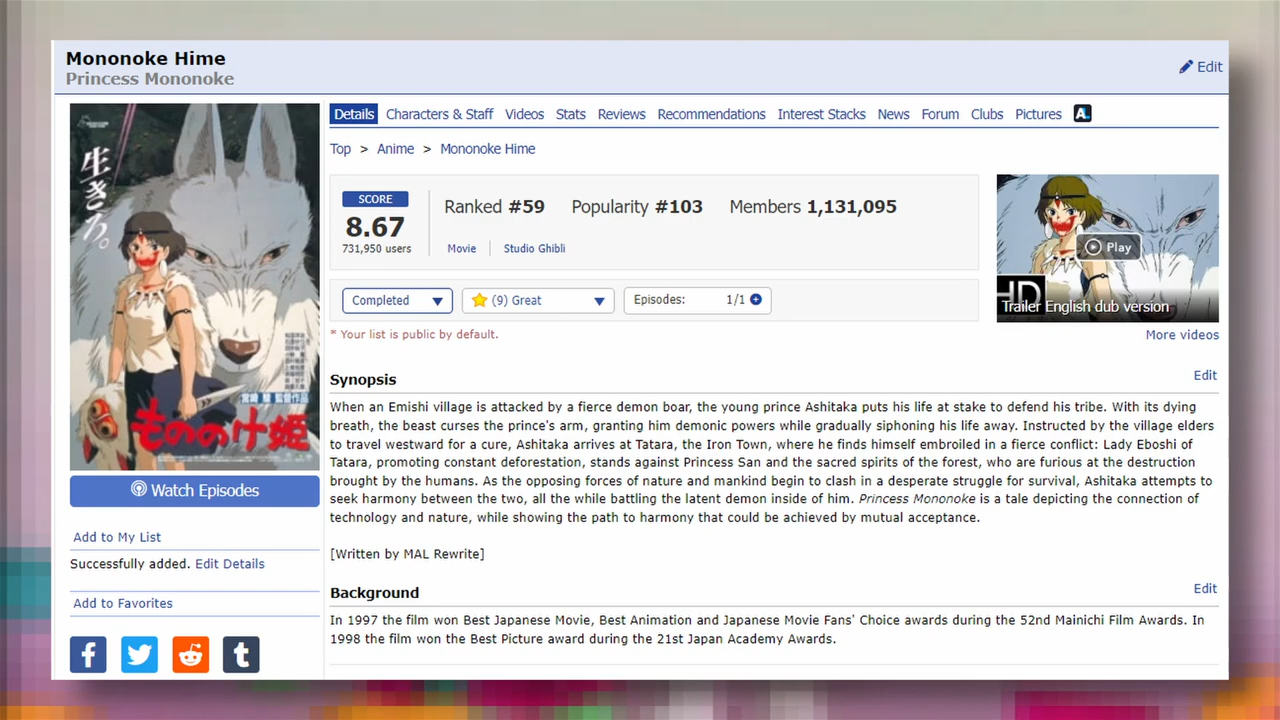 Mononoke Hime
Princess Mononoke
Edit
生きろ。
宮崎 駿 監督作品
もののけ姫
Details Characters & Staff Videos Stats Reviews Recommendations Interest Stacks News Forum Clubs Pictures A
Top > Anime > Mononoke Hime
SCORE
8.67
731,950 users
Ranked #59 Popularity #103 Members 1,131,095
Movie Studio Ghibli
Play
HD
Trailer English dub version
Completed (9) Great Episodes: 1/1
* Your list is public by default.
More videos
Synopsis
Edit
When an Emishi village is attacked by a fierce demon boar, the young prince Ashitaka puts his life at stake to defend his tribe. With its dying
breath, the beast curses the prince's arm, granting him demonic powers while gradually siphoning his life away. Instructed by the village elders
to travel westward for a cure, Ashitaka arrives at Tatara, the Iron Town, where he finds himself embroiled in a fierce conflict: Lady Eboshi of
Tatara, promoting constant deforestation, stands against Princess San and the sacred spirits of the forest, who are furious at the destruction
brought by the humans. As the opposing forces of nature and mankind begin to clash in a desperate struggle for survival, Ashitaka attempts to
seek harmony between the two, all the while battling the latent demon inside of him. Princess Mononoke is a tale depicting the connection of
technology and nature, while showing the path to harmony that could be achieved by mutual acceptance.
[Written by MAL Rewrite]
Background
Edit
In 1997 the film won Best Japanese Movie, Best Animation and Japanese Movie Fans' Choice awards during the 52nd Mainichi Film Awards. In
1998 the film won the Best Picture award during the 21st Japan Academy Awards.
Watch Episodes
Add to My List
Successfully added. Edit Details
Add to Favorites
f
t